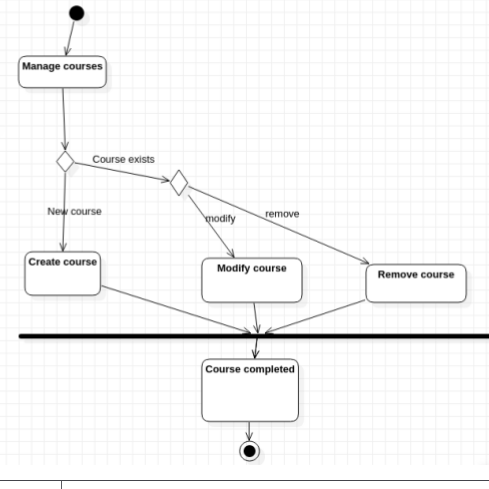 Manage courses
Course exists
New course
modify
remove
Create course
Modify course
Remove course
Course completed